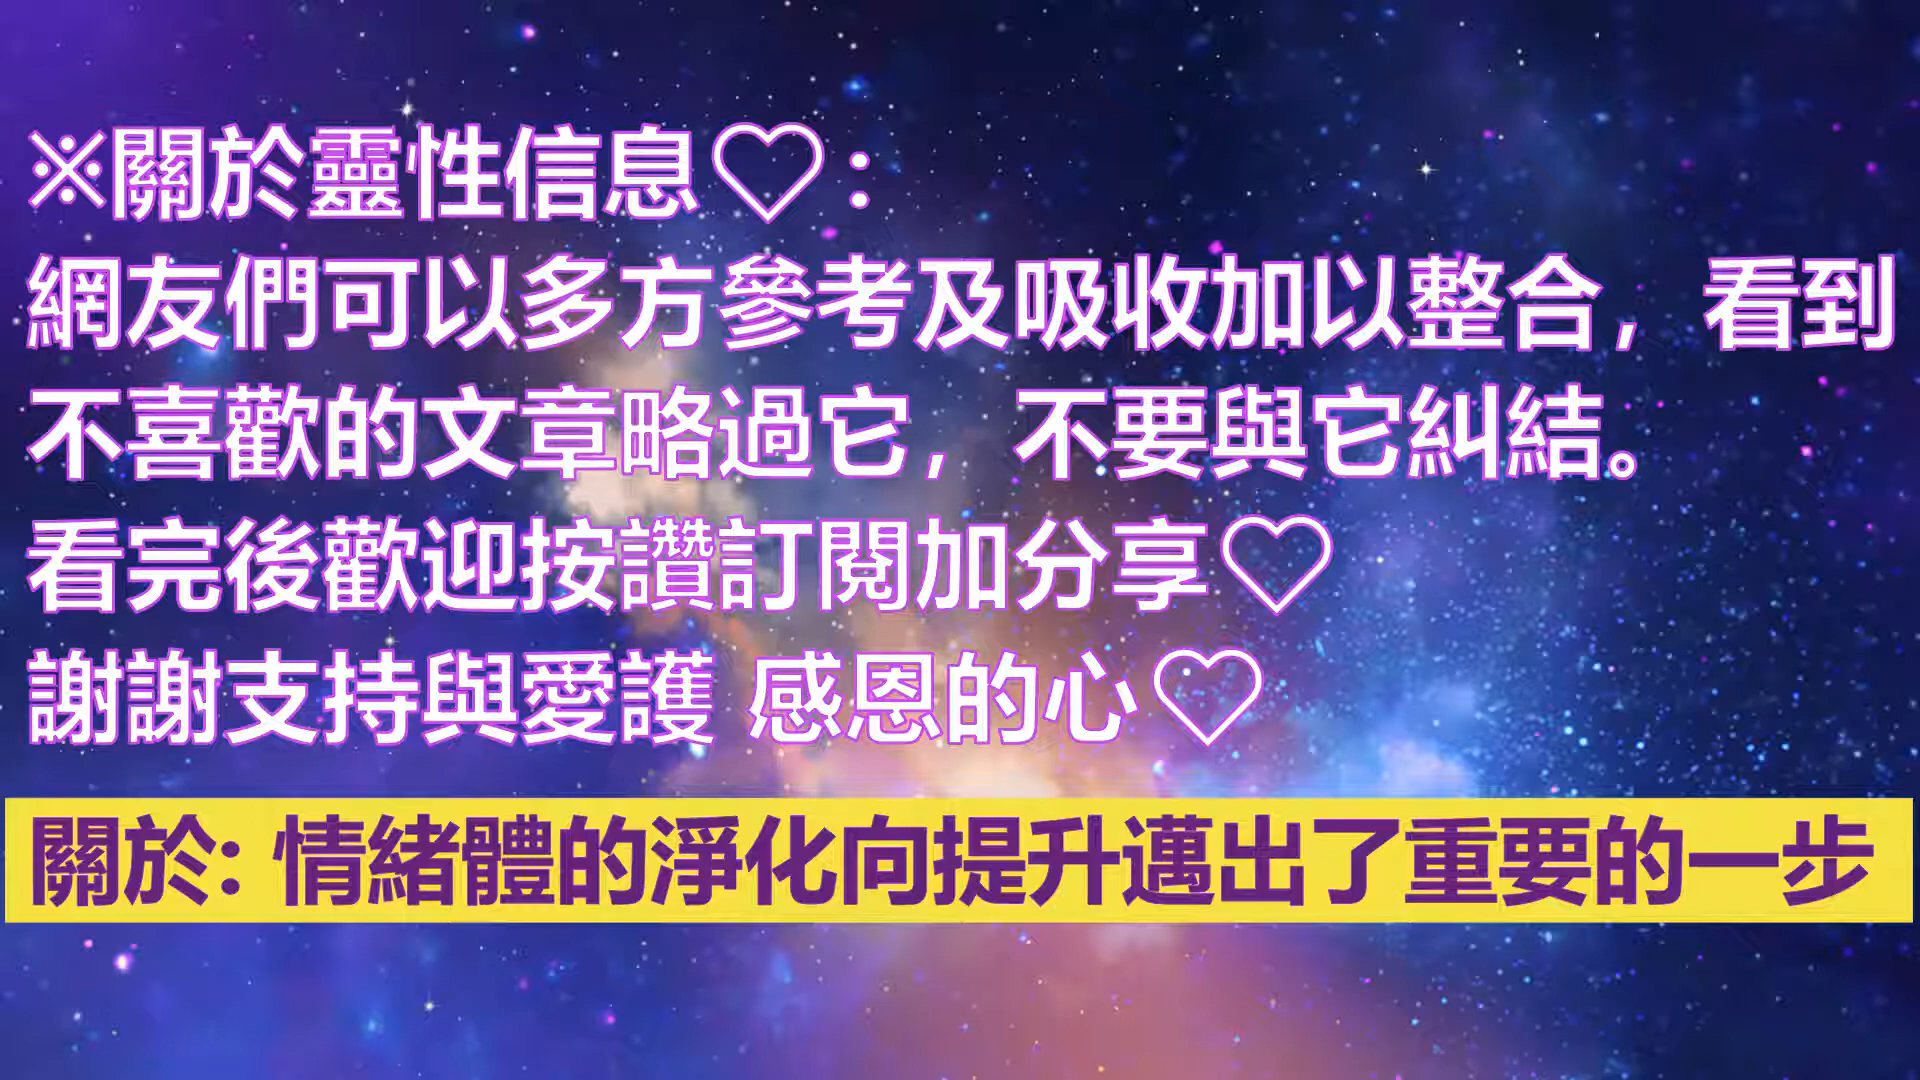 ※關於靈性信息♡：
網友們可以多方參考及吸收加以整合，看到
不喜歡的文章略過它，不要與它糾結。
看完後歡迎按讚訂閱加分享♡
謝謝支持與愛護 感恩的心♡
關於: 情緒體的淨化向提升邁出了重要的一步